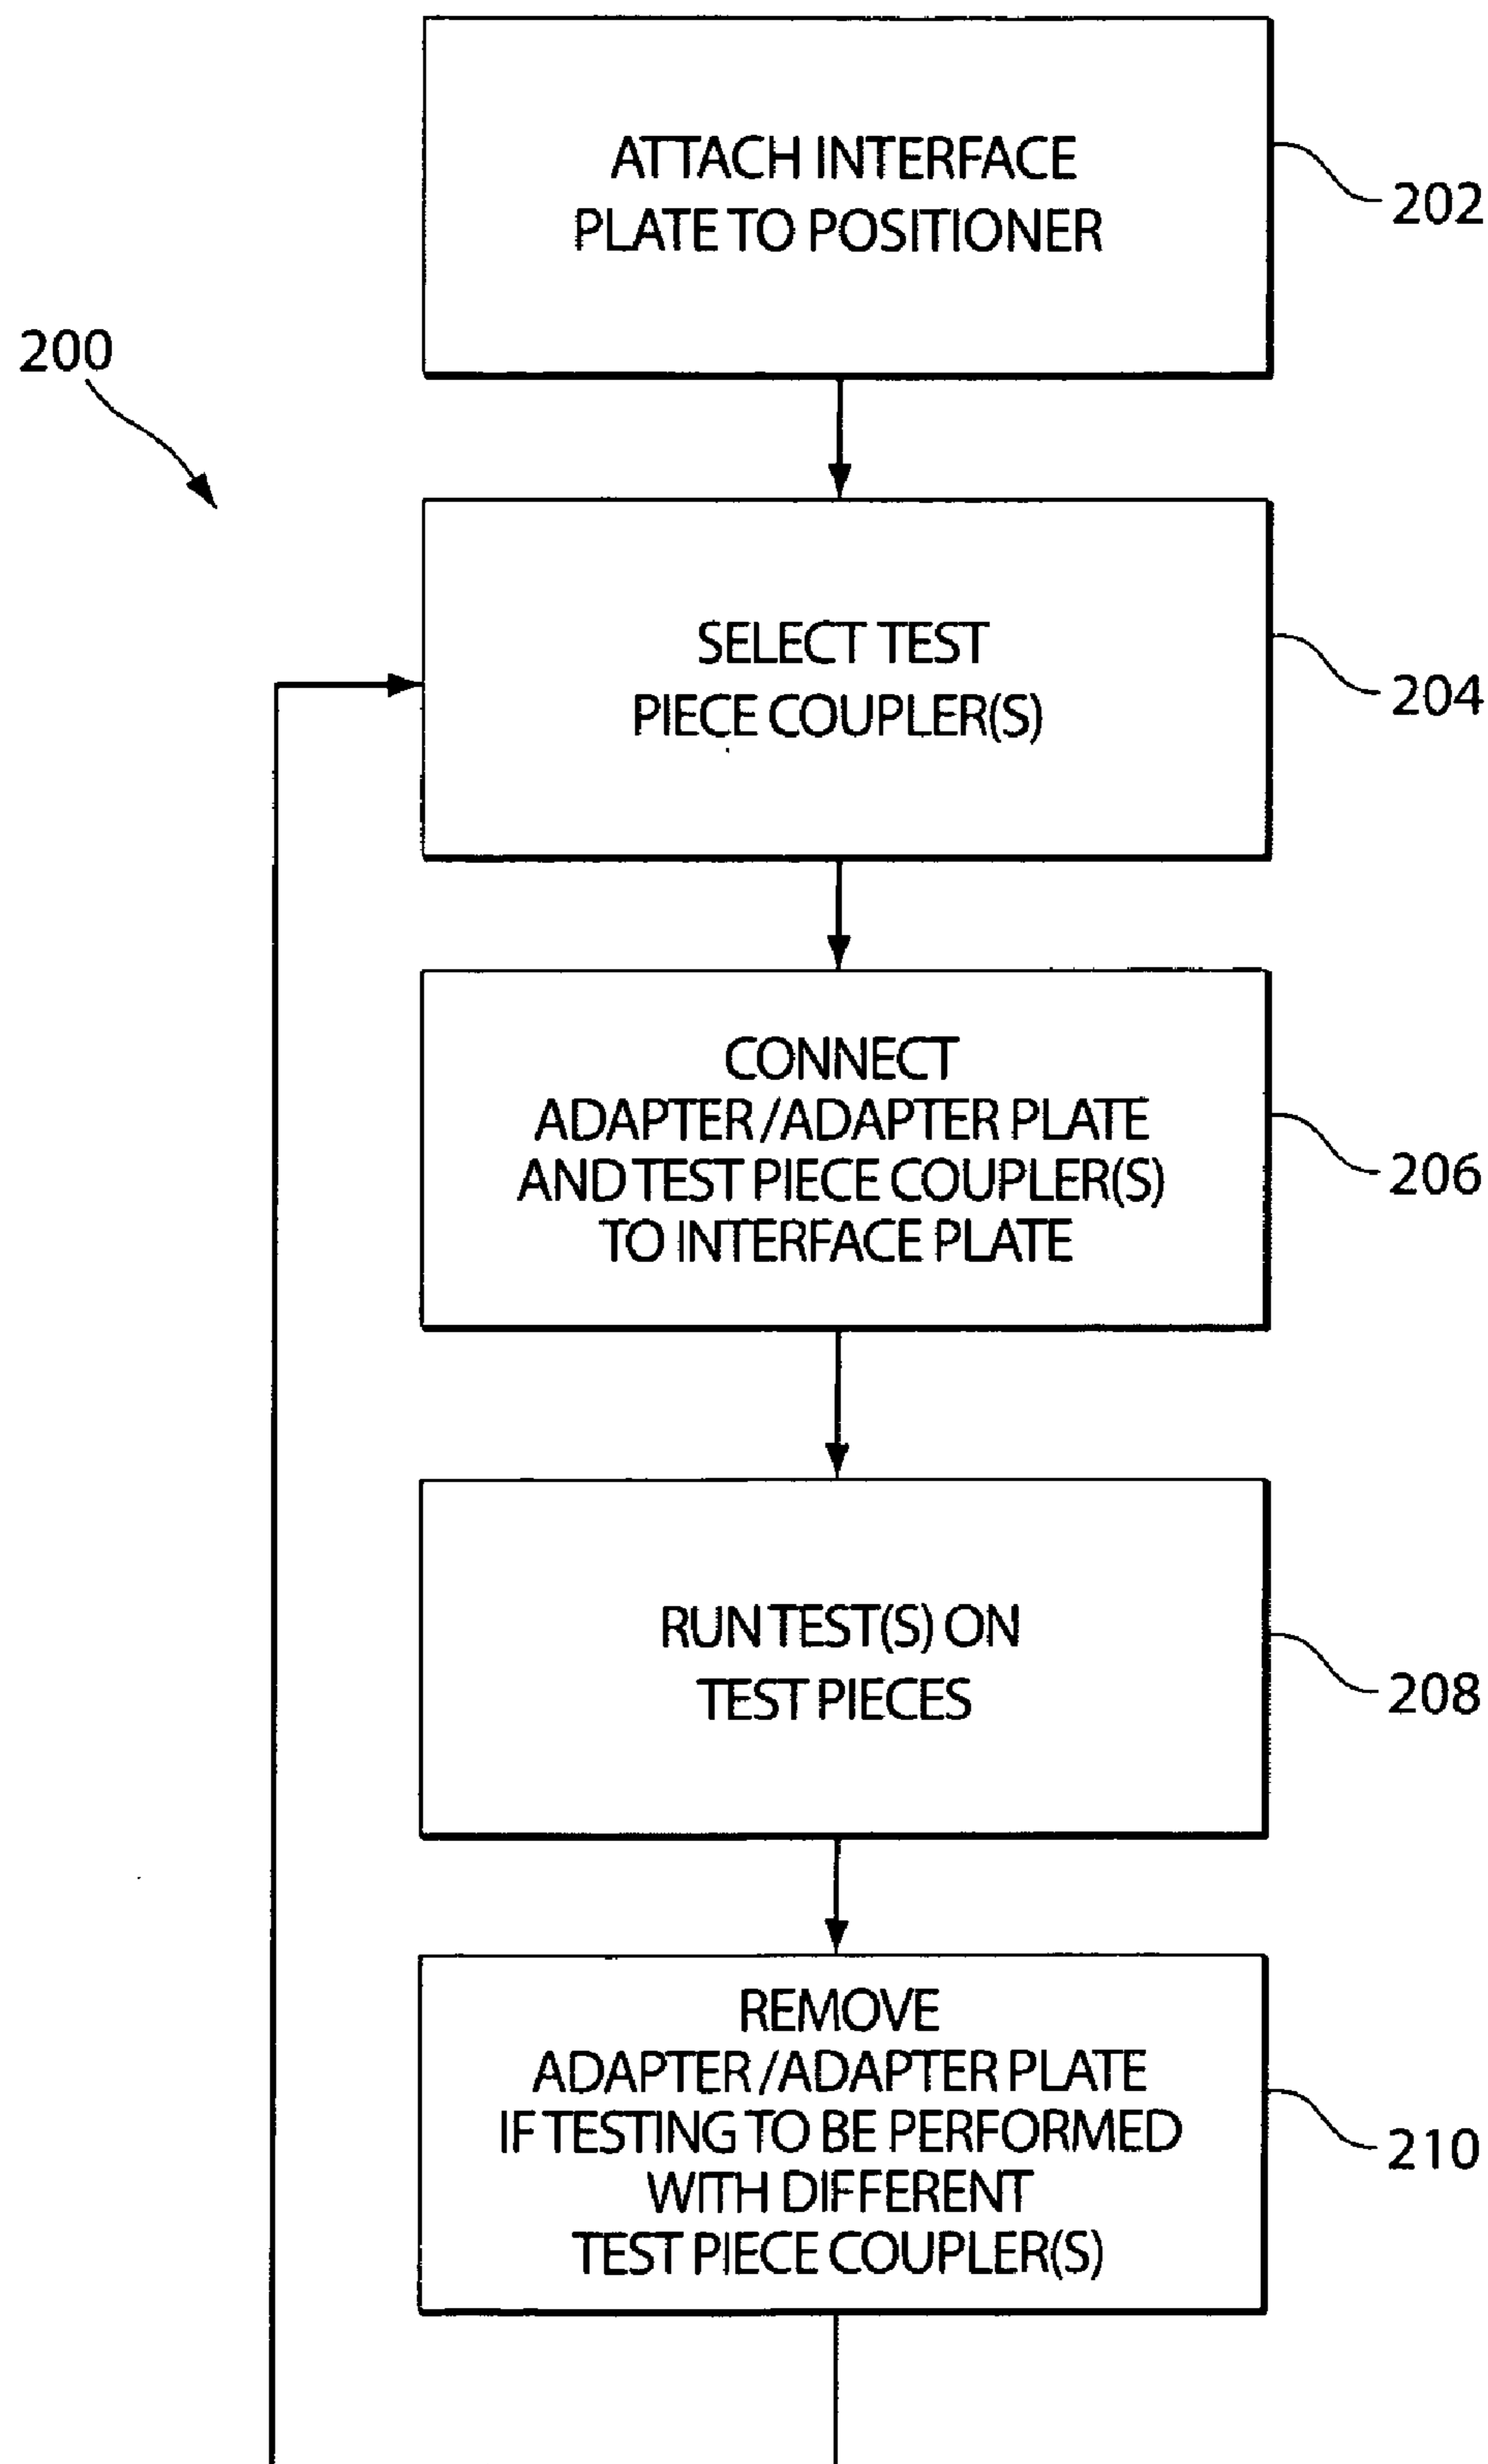 ATTACH INTERFACE
PLATE TO POSITIONER
202
200
SELECT TEST
PIECE COUPLER(S)
204
CONNECT
ADAPTER/ADAPTER PLATE
AND TEST PIECE COUPLER(S)
TO INTERFACE PLATE
206
RUN TEST(S) ON
TEST PIECES
208
REMOVE
ADAPTER/ADAPTER PLATE
IF TESTING TO BE PERFORMED
WITH DIFFERENT
TEST PIECE COUPLER(S)
210